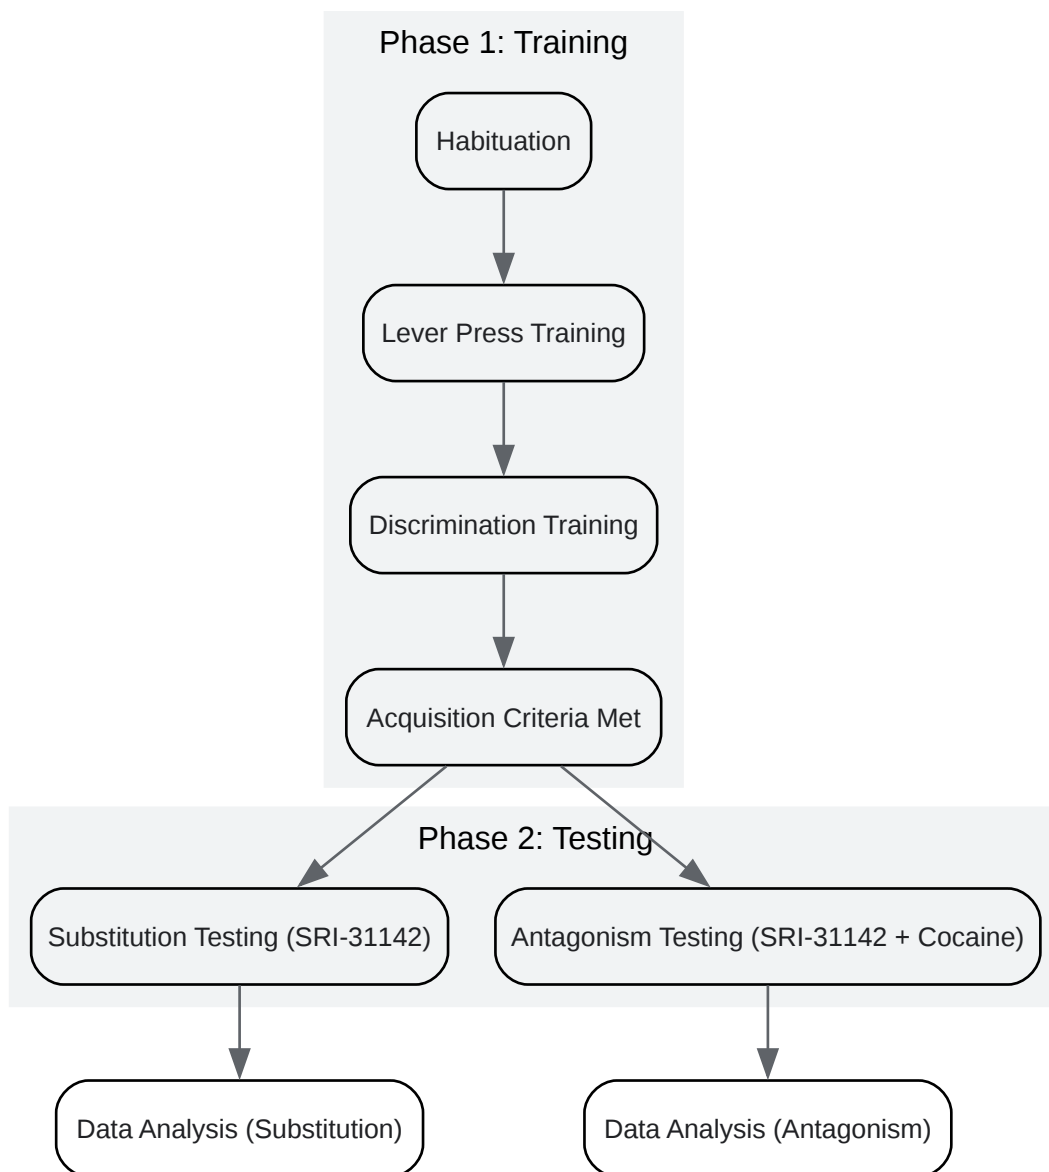 Phase 1: Training
Habituation
Lever Press Training
Discrimination Training
Acquisition Criteria Met
Phase 2: Testing
Substitution Testing (SRI-31142)
Antagonism Testing (SRI-31142 + Cocaine)
Data Analysis (Substitution)
Data Analysis (Antagonism)